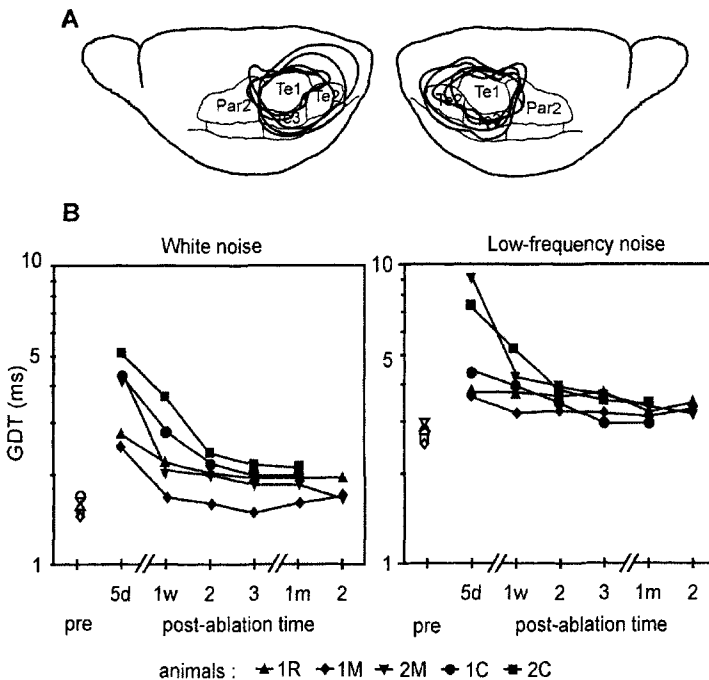 A
Te1
Te2
Te3
Par2
Te1
Te2
Par2
B
White noise
Low-frequency noise
10
5
1
GDT (ms)
10
5
1
5d 1w 2 3 1m 2
5d 1w 2 3 1m 2
pre post-ablation time
pre post-ablation time
animals : 1R 1M 2M 1C 2C